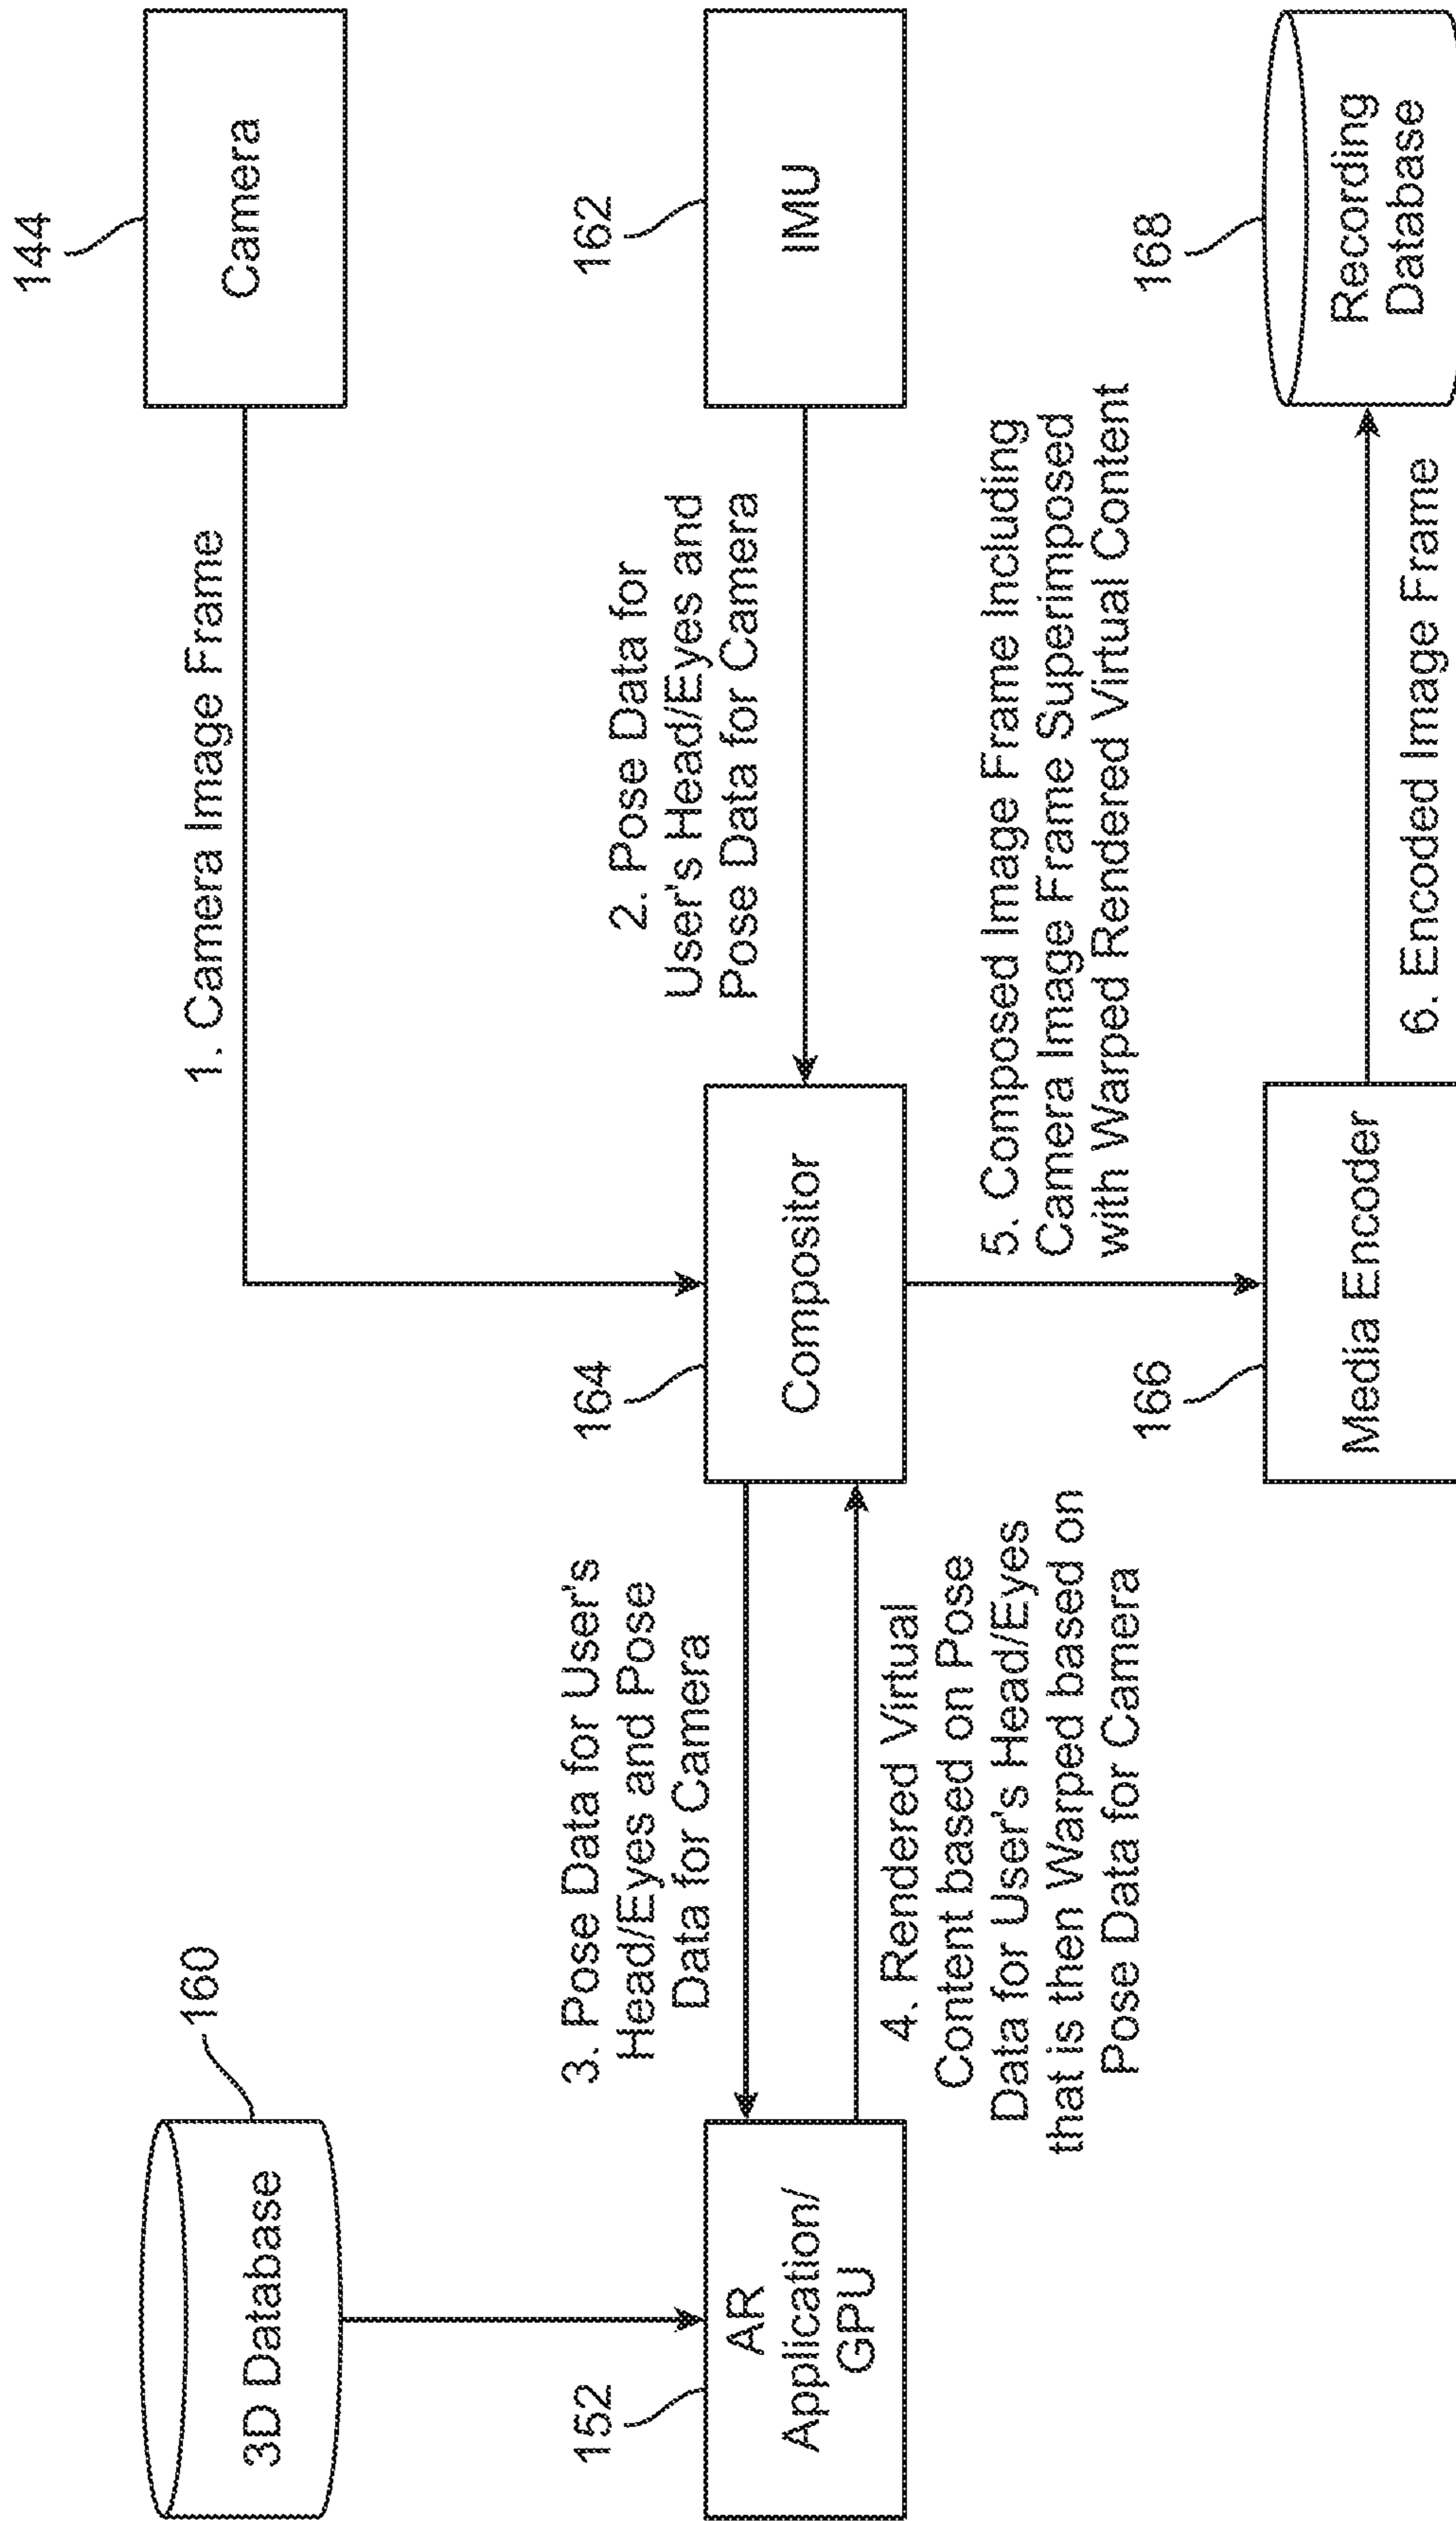 160
3D Database
152
AR
Application/
GPU
3. Pose Data for User's
Head/Eyes and Pose
Data for Camera
4. Rendered Virtual
Content based on Pose
Data for User's Head/Eyes
that is then Warped based on
Pose Data for Camera
164
Compositor
1. Camera Image Frame
144
Camera
2. Pose Data for
User's Head/Eyes and
Pose Data for Camera
162
IMU
5. Composed Image Frame Including
Camera Image Frame Superimposed
with Warped Rendered Virtual Content
166
Media Encoder
6. Encoded Image Frame
168
Recording
Database